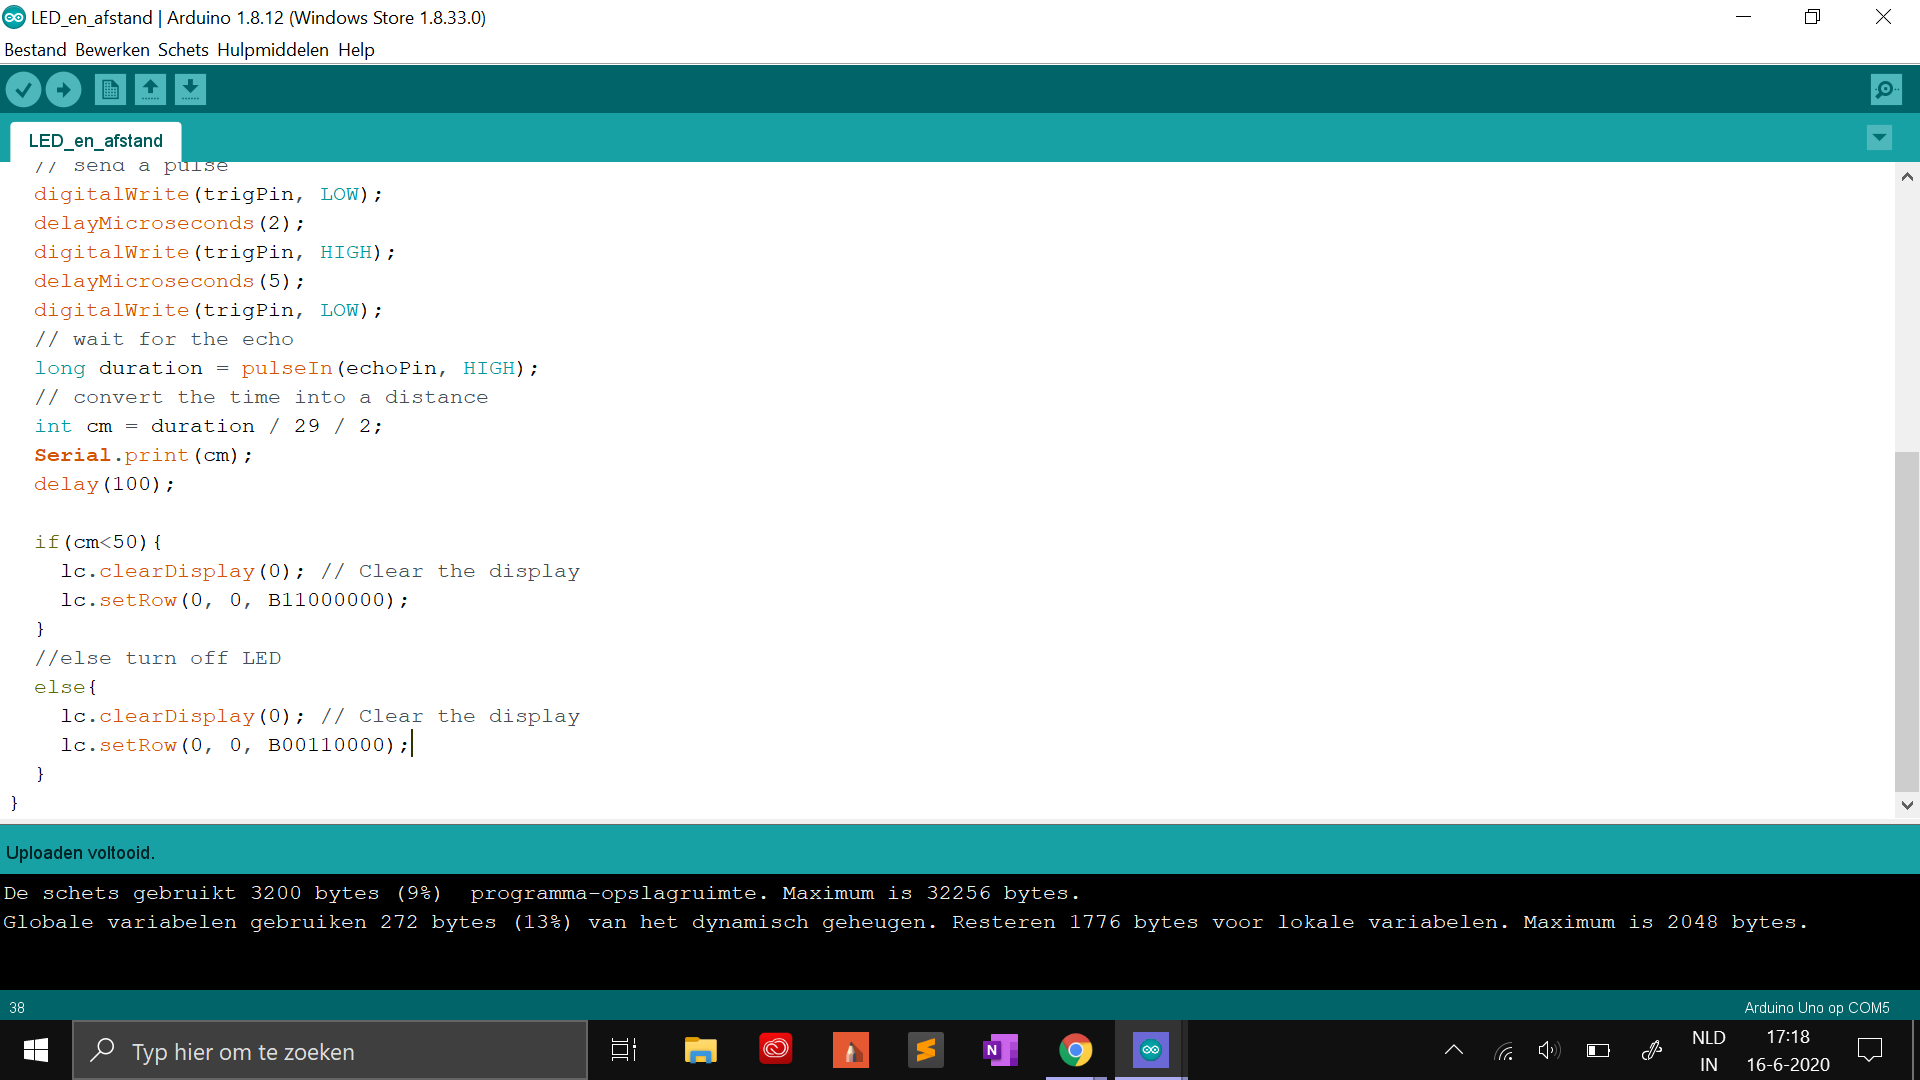 LED_en_afstand | Arduino 1.8.12 (Windows Store 1.8.33.0)
Bestand Bewerken Schets Hulpmiddelen Help
LED_en_afstand
// send a pulse
digitalWrite(trigPin, LOW);
delayMicroseconds(2);
digitalWrite(trigPin, HIGH);
delayMicroseconds(5);
digitalWrite(trigPin, LOW);
// wait for the echo
long duration = pulseIn(echoPin, HIGH);
// convert the time into a distance
int cm = duration / 29 / 2;
Serial.print(cm);
delay(100);
if(cm<50){
lc.clearDisplay(0); // Clear the display
lc.setRow(0, 0, B11000000);
}
//else turn off LED
else{
lc.clearDisplay(0); // Clear the display
lc.setRow(0, 0, B00110000);
}
}
Uploaden voltooid.
De schets gebruikt 3200 bytes (9%)  programma-opslagruimte. Maximum is 32256 bytes.
Globale variabelen gebruiken 272 bytes (13%) van het dynamisch geheugen. Resteren 1776 bytes voor lokale variabelen. Maximum is 2048 bytes.
38
Arduino Uno op COM5
Typ hier om te zoeken
N
NLD
IN
17:18
16-6-2020